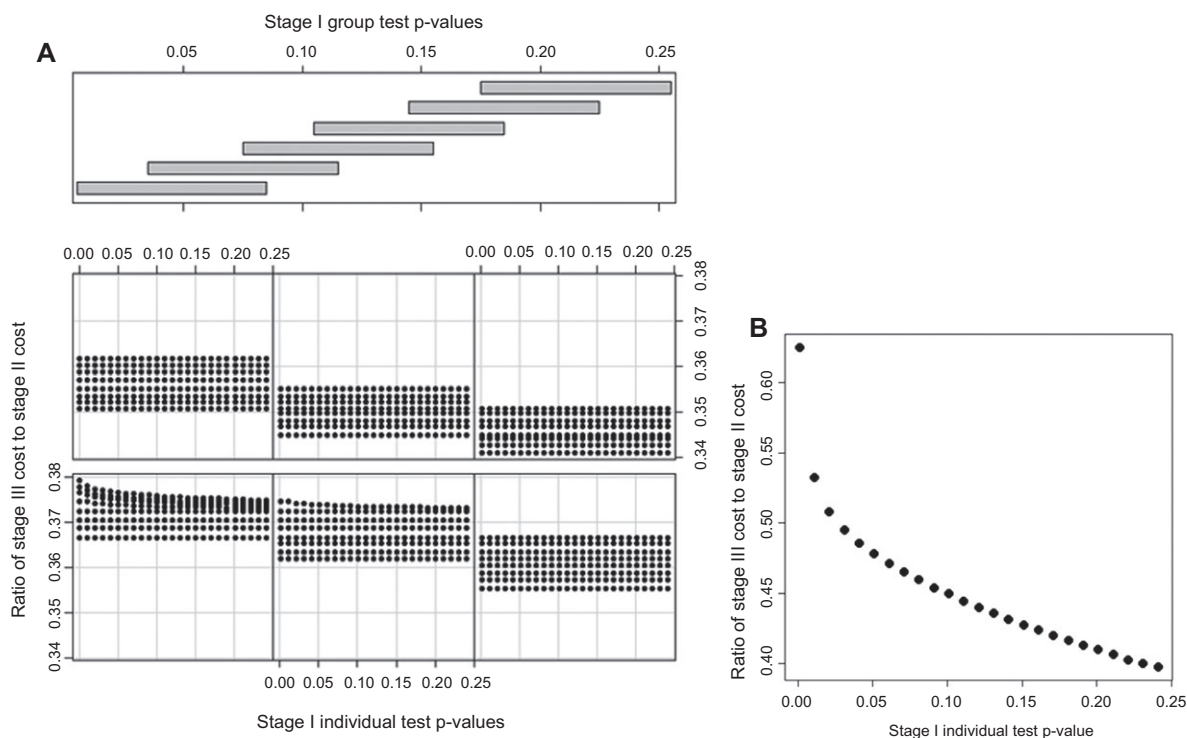 Stage I group test p-values
A
0.05 0.10 0.15 0.20 0.25
0.00 0.05 0.10 0.15 0.20 0.25
0.00 0.05 0.10 0.15 0.20 0.25
0.38
0.37
0.36
0.35
0.34
Ratio of stage III cost to stage II cost
0.38
0.37
0.36
0.35
0.34
0.00 0.05 0.10 0.15 0.20 0.25
Stage I individual test p-values
B
Ratio of stage III cost to stage II cost
0.60
0.55
0.50
0.45
0.40
0.00 0.05 0.10 0.15 0.20 0.25
Stage I individual test p-value